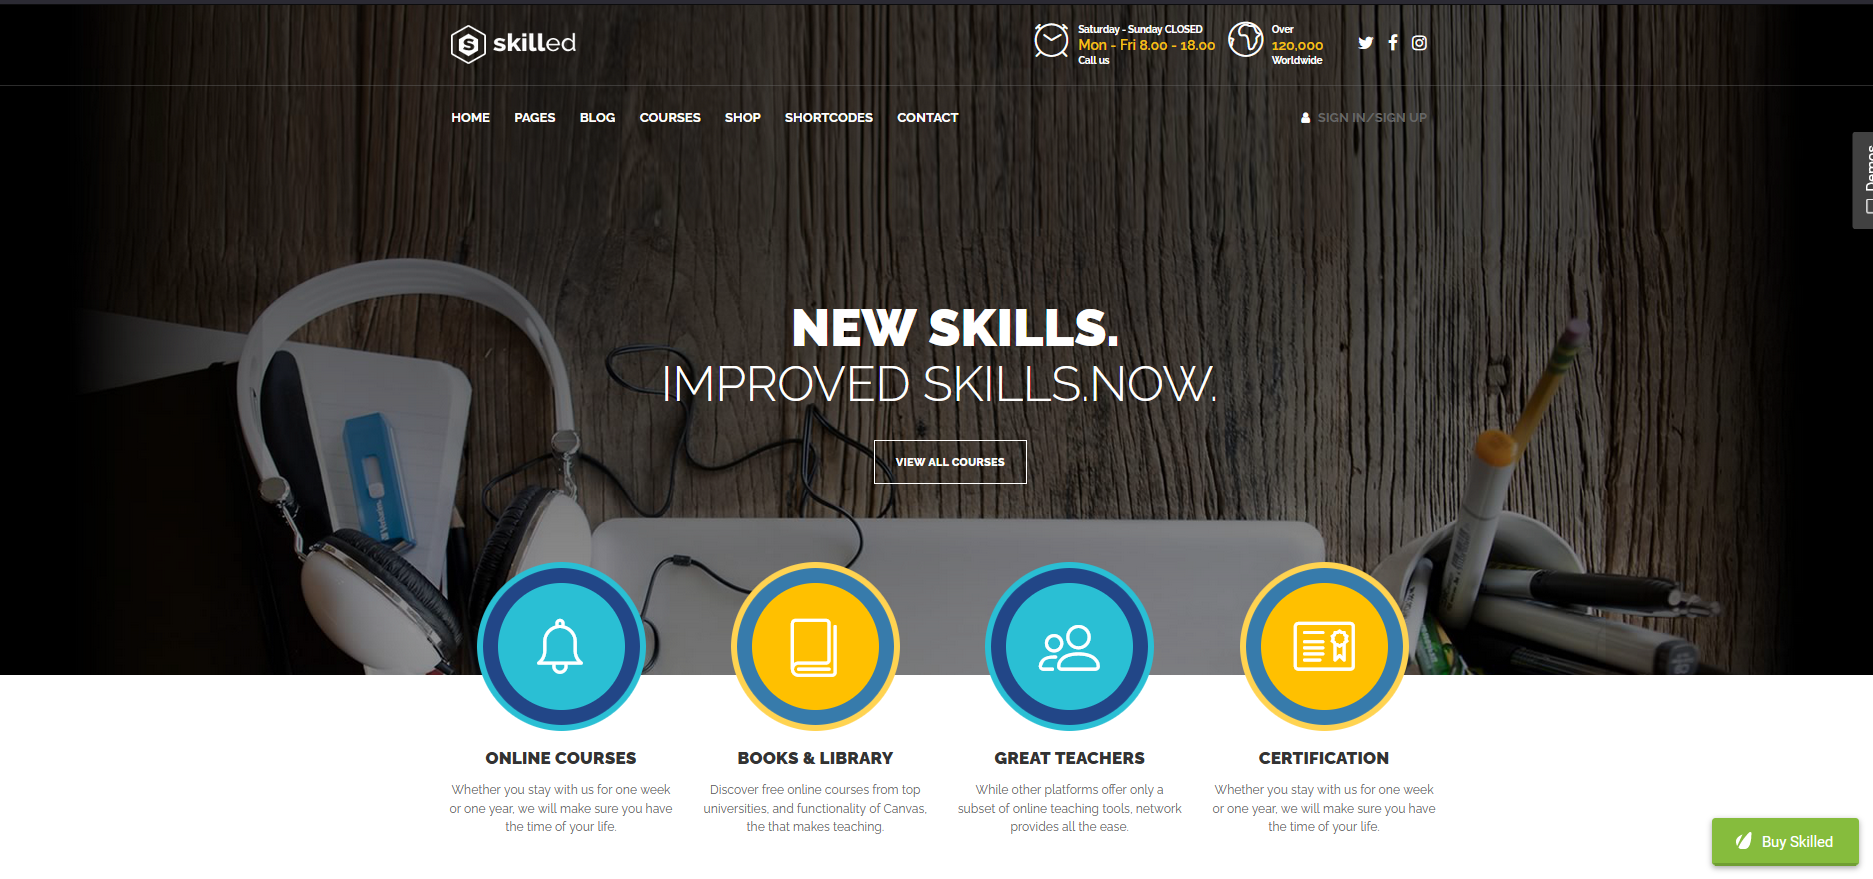 skilled
Saturday - Sunday CLOSED
Mon - Fri 8.00 - 18.00
Call us
Over
120,000
Worldwide
HOME PAGES BLOG COURSES SHOP SHORTCODES CONTACT
SIGN IN/SIGN UP
Demos
NEW SKILLS.
IMPROVED SKILLS.NOW.
VIEW ALL COURSES
Verbatim
ONLINE COURSES
Whether you stay with us for one week
or one year, we will make sure you have
the time of your life.
BOOKS & LIBRARY
Discover free online courses from top
universities, and functionality of Canvas,
the that makes teaching.
GREAT TEACHERS
While other platforms offer only a
subset of online teaching tools, network
provides all the ease.
CERTIFICATION
Whether you stay with us for one week
or one year, we will make sure you have
the time of your life.
Buy Skilled